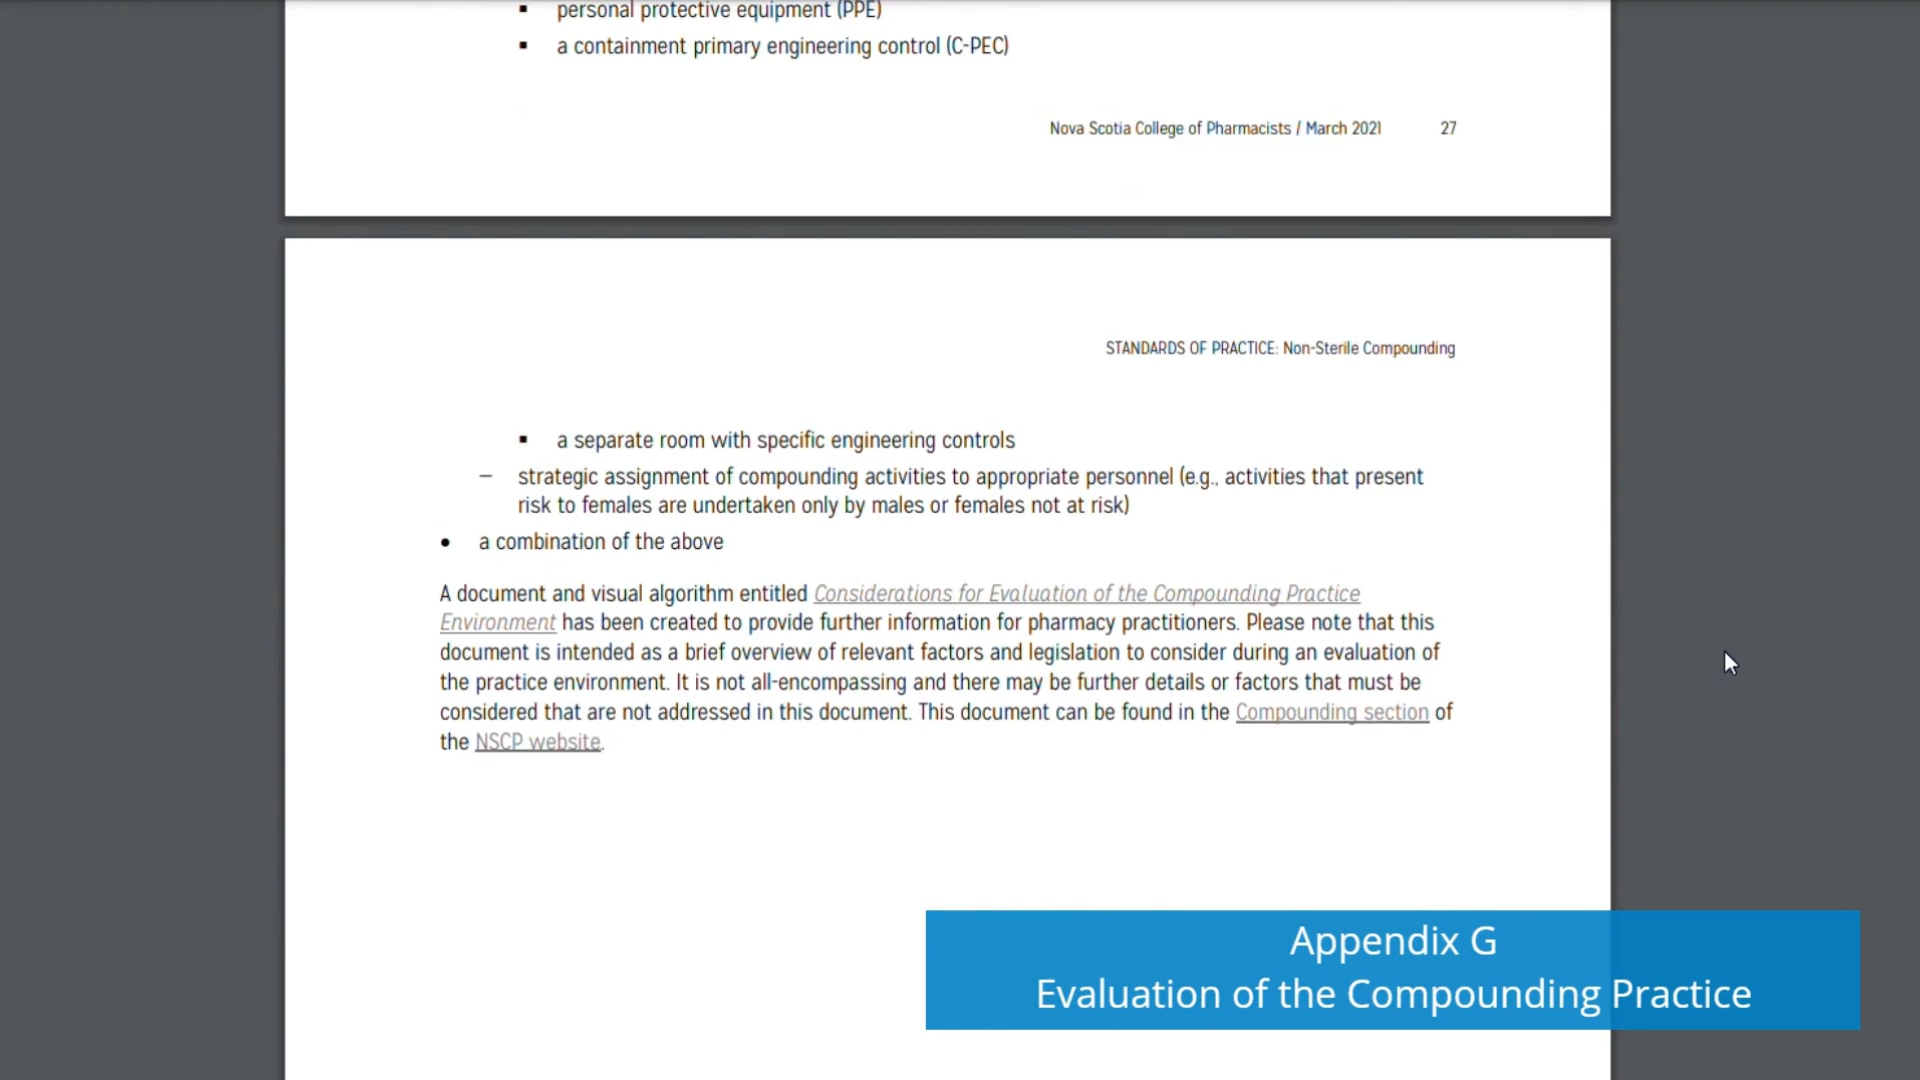 ▪ personal protective equipment (PPE)
▪ a containment primary engineering control (C-PEC)
Nova Scotia College of Pharmacists / March 2021 27
STANDARDS OF PRACTICE: Non-Sterile Compounding
▪ a separate room with specific engineering controls
– strategic assignment of compounding activities to appropriate personnel (e.g., activities that present
risk to females are undertaken only by males or females not at risk)
• a combination of the above
A document and visual algorithm entitled Considerations for Evaluation of the Compounding Practice
Environment has been created to provide further information for pharmacy practitioners. Please note that this
document is intended as a brief overview of relevant factors and legislation to consider during an evaluation of
the practice environment. It is not all-encompassing and there may be further details or factors that must be
considered that are not addressed in this document. This document can be found in the Compounding section of
the NSCP website.
Appendix G
Evaluation of the Compounding Practice